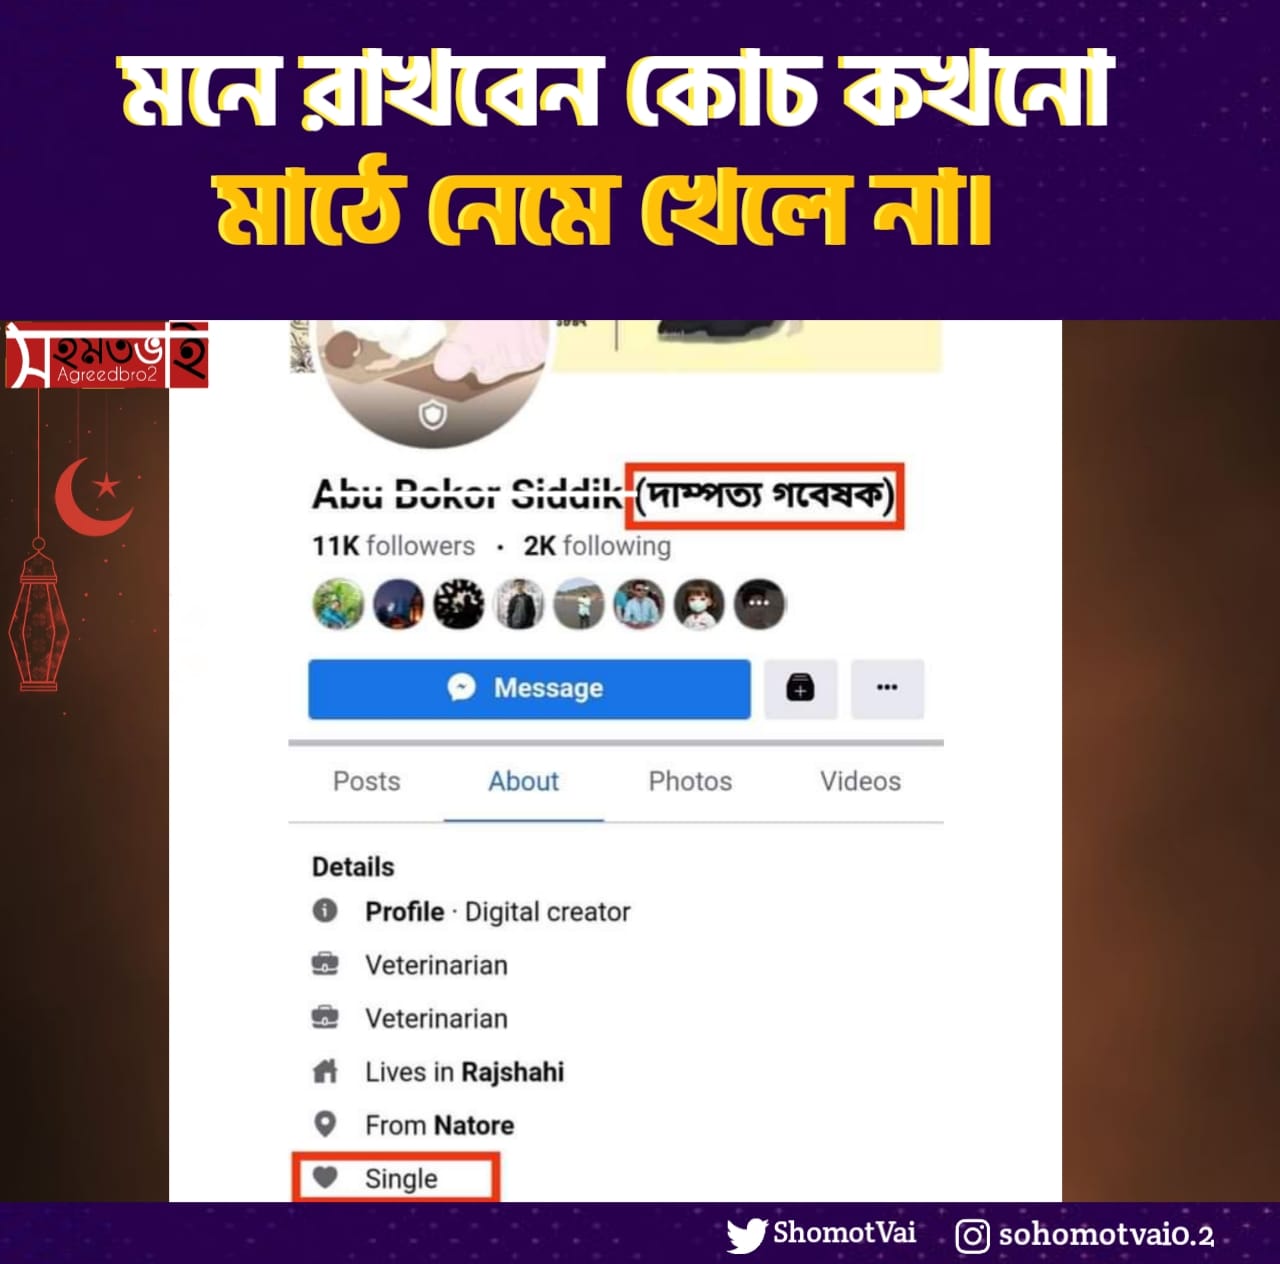 মনে রাখবেন কোচ কখনো
মাঠে নেমে খেলে না।
সহমতভাই
Agreedbro2
Abu Bokor Siddik (দাম্পত্য গবেষক)
11K followers · 2K following
Message
Posts About Photos Videos
Details
Profile · Digital creator
Veterinarian
Veterinarian
Lives in Rajshahi
From Natore
Single
ShomotVai sohomotvai0.2